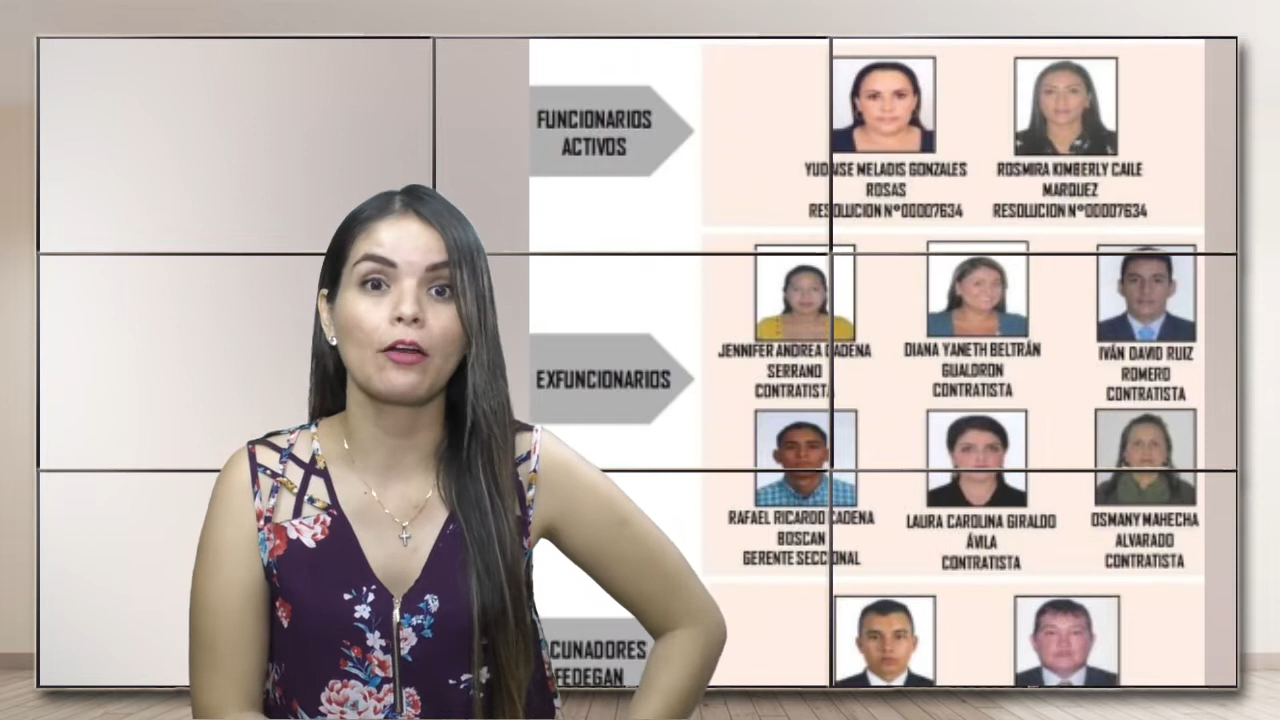 FUNCIONARIOS
ACTIVOS
YUDNSE MELADIS GONZALES
ROSAS
RESOLUCION N°00007634
ROSMIRA KIMBERLY CAILE
MARQUEZ
RESOLUCION N°00007634
EXFUNCIONARIOS
JENNIFER ANDREA CADENA
SERRANO
CONTRATISTA
DIANA YANETH BELTRÁN
GUALDRON
CONTRATISTA
IVÁN DAVID RUIZ
ROMERO
CONTRATISTA
RAFAEL RICARDO CADENA
BOSCAN
GERENTE SECCIONAL
LAURA CAROLINA GIRALDO
ÁVILA
CONTRATISTA
OSMANY MAHECHA
ALVARADO
CONTRATISTA
ACUNADORES
FEDEGAN